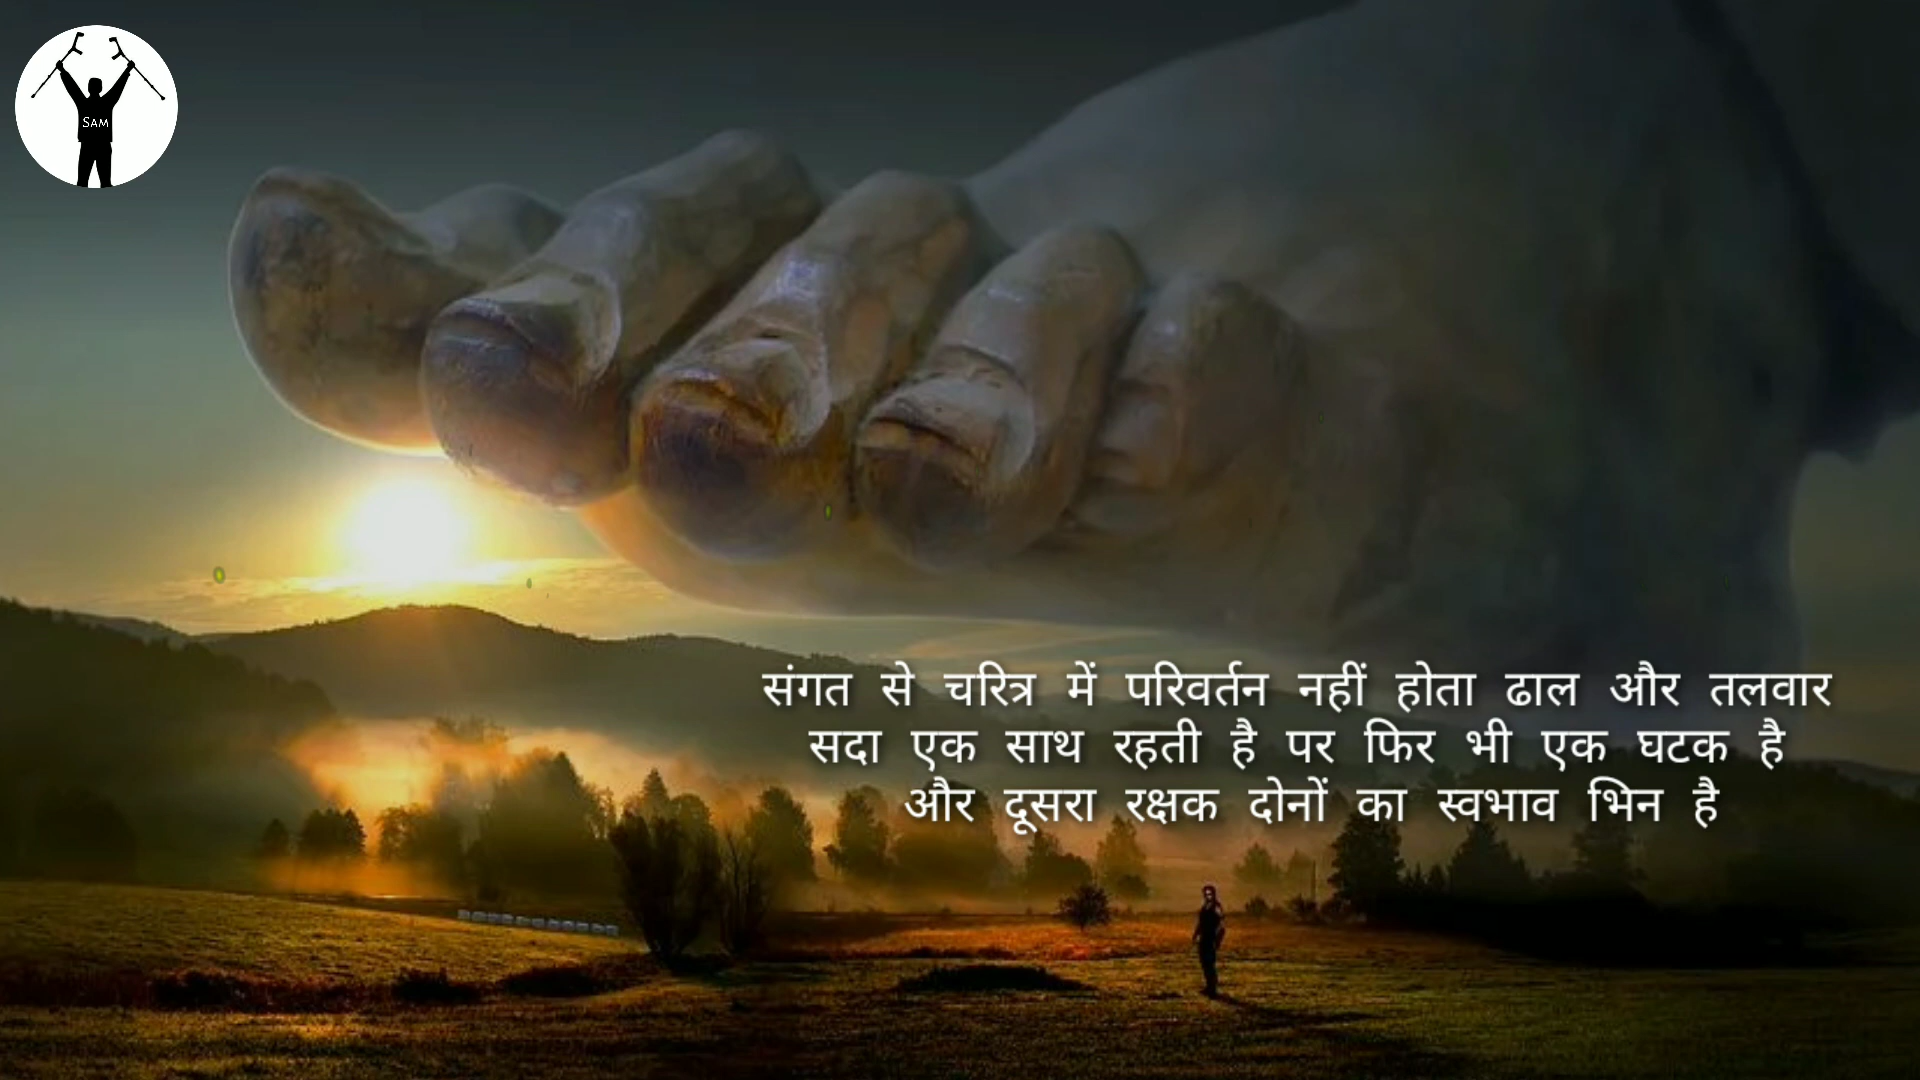 SAM
संगत से चरित्र में परिवर्तन नहीं होता ढाल और तलवार
सदा एक साथ रहती है पर फिर भी एक घटक है
और दूसरा रक्षक दोनों का स्वभाव भिन है